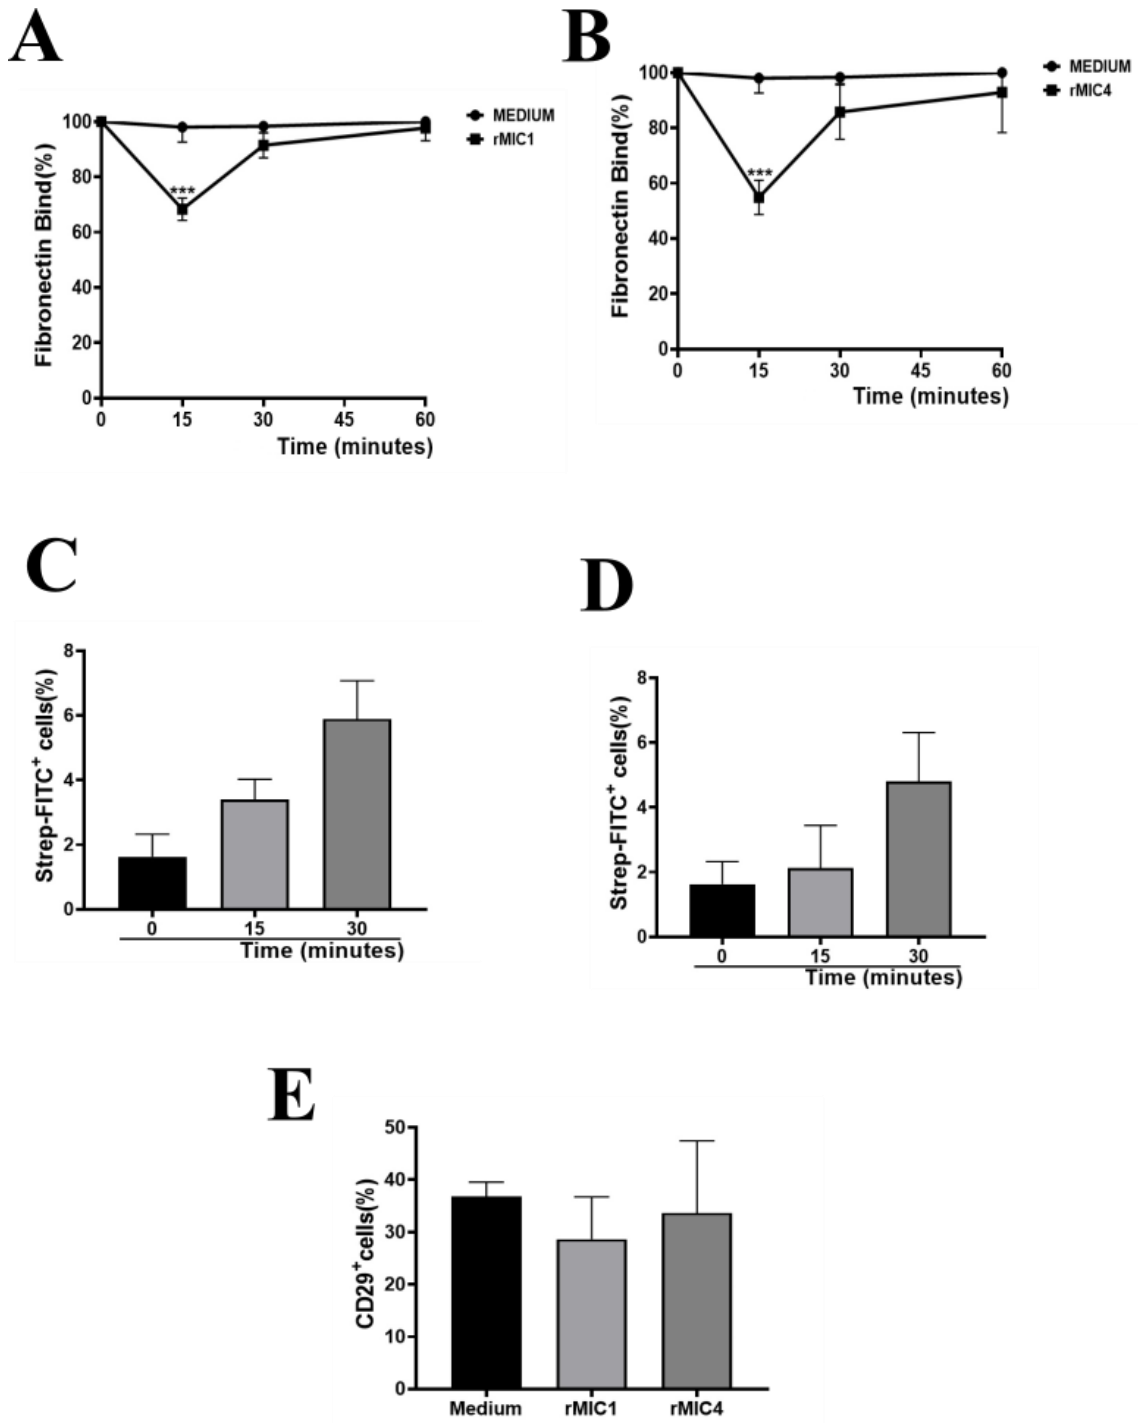 A
B
Fibronectin Bind(%)
100
80
60
40
20
0
***
0 15 30 45 60
Time (minutes)
MEDIUM
rMIC1
Fibronectin Bind(%)
100
80
60
40
20
0
***
0 15 30 45 60
Time (minutes)
MEDIUM
rMIC4
C
D
Strep-FITC+ cells(%)
8
6
4
2
0
0 15 30
Time (minutes)
Strep-FITC+ cells(%)
8
6
4
2
0
0 15 30
Time (minutes)
E
CD29+cells(%)
50
40
30
20
10
0
Medium rMIC1 rMIC4